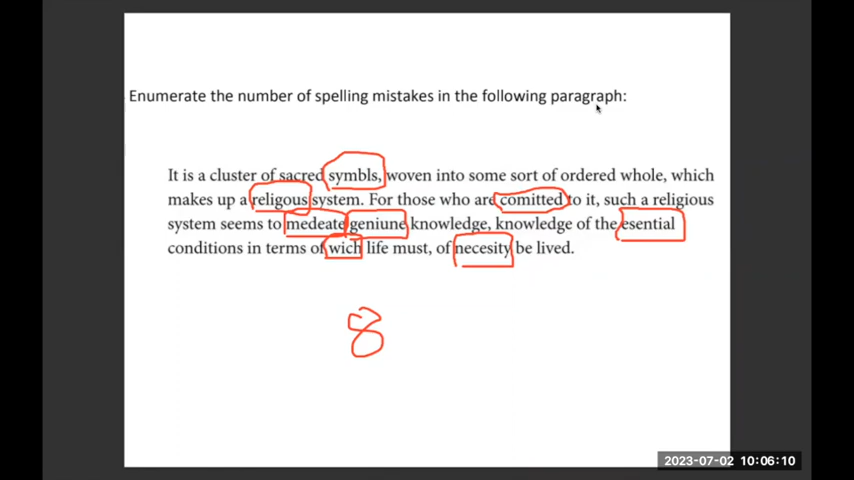 Enumerate the number of spelling mistakes in the following paragraph:
It is a cluster of sacred symbls, woven into some sort of ordered whole, which
makes up a religous system. For those who are comitted to it, such a religious
system seems to medeate geniune knowledge, knowledge of the esential
conditions in terms of wich life must, of necesity be lived.
8
2023-07-02 10:06:10